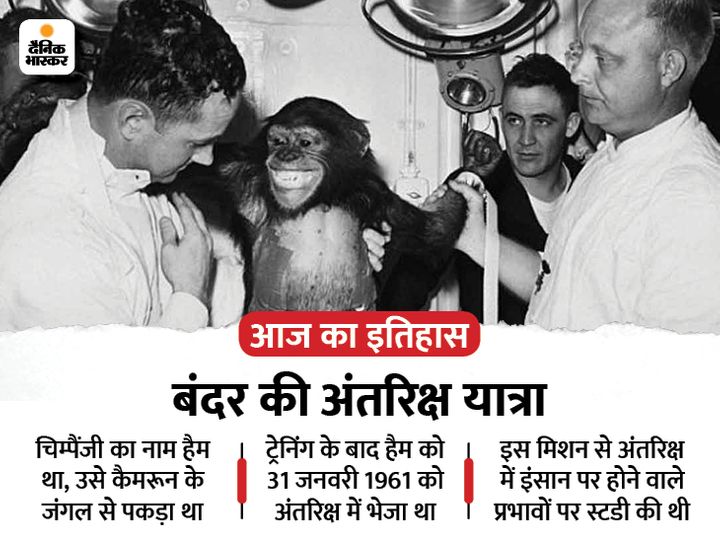 दैनिक
भास्कर
आज का इतिहास
बंदर की अंतरिक्ष यात्रा
चिम्पैंजी का नाम हैम
था, उसे कैमरून के
जंगल से पकड़ा था
ट्रेनिंग के बाद हैम को
31 जनवरी 1961 को
अंतरिक्ष में भेजा था
इस मिशन से अंतरिक्ष
में इंसान पर होने वाले
प्रभावों पर स्टडी की थी